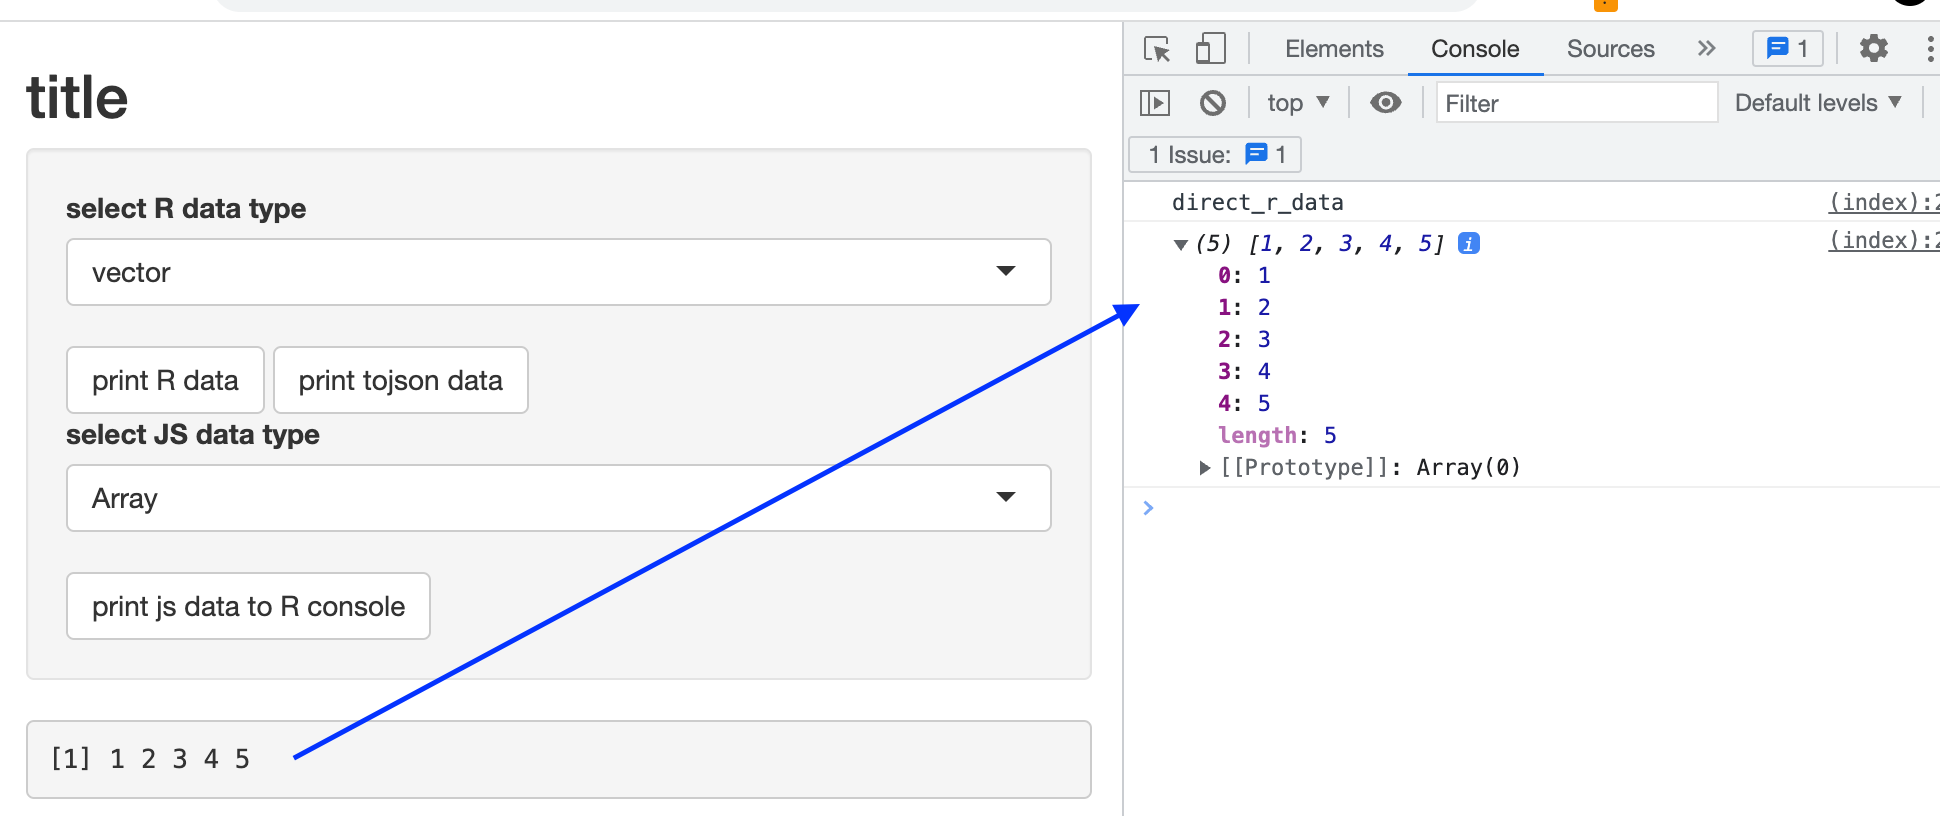 title
select R data type
vector
print R data
print tojson data
select JS data type
Array
print js data to R console
[1] 1 2 3 4 5
Elements
Console
Sources
1
top
Filter
Default levels
1 Issue: 1
direct_r_data (index):2
(5) [1, 2, 3, 4, 5] i (index):2
0: 1
1: 2
2: 3
3: 4
4: 5
length: 5
[[Prototype]]: Array(0)